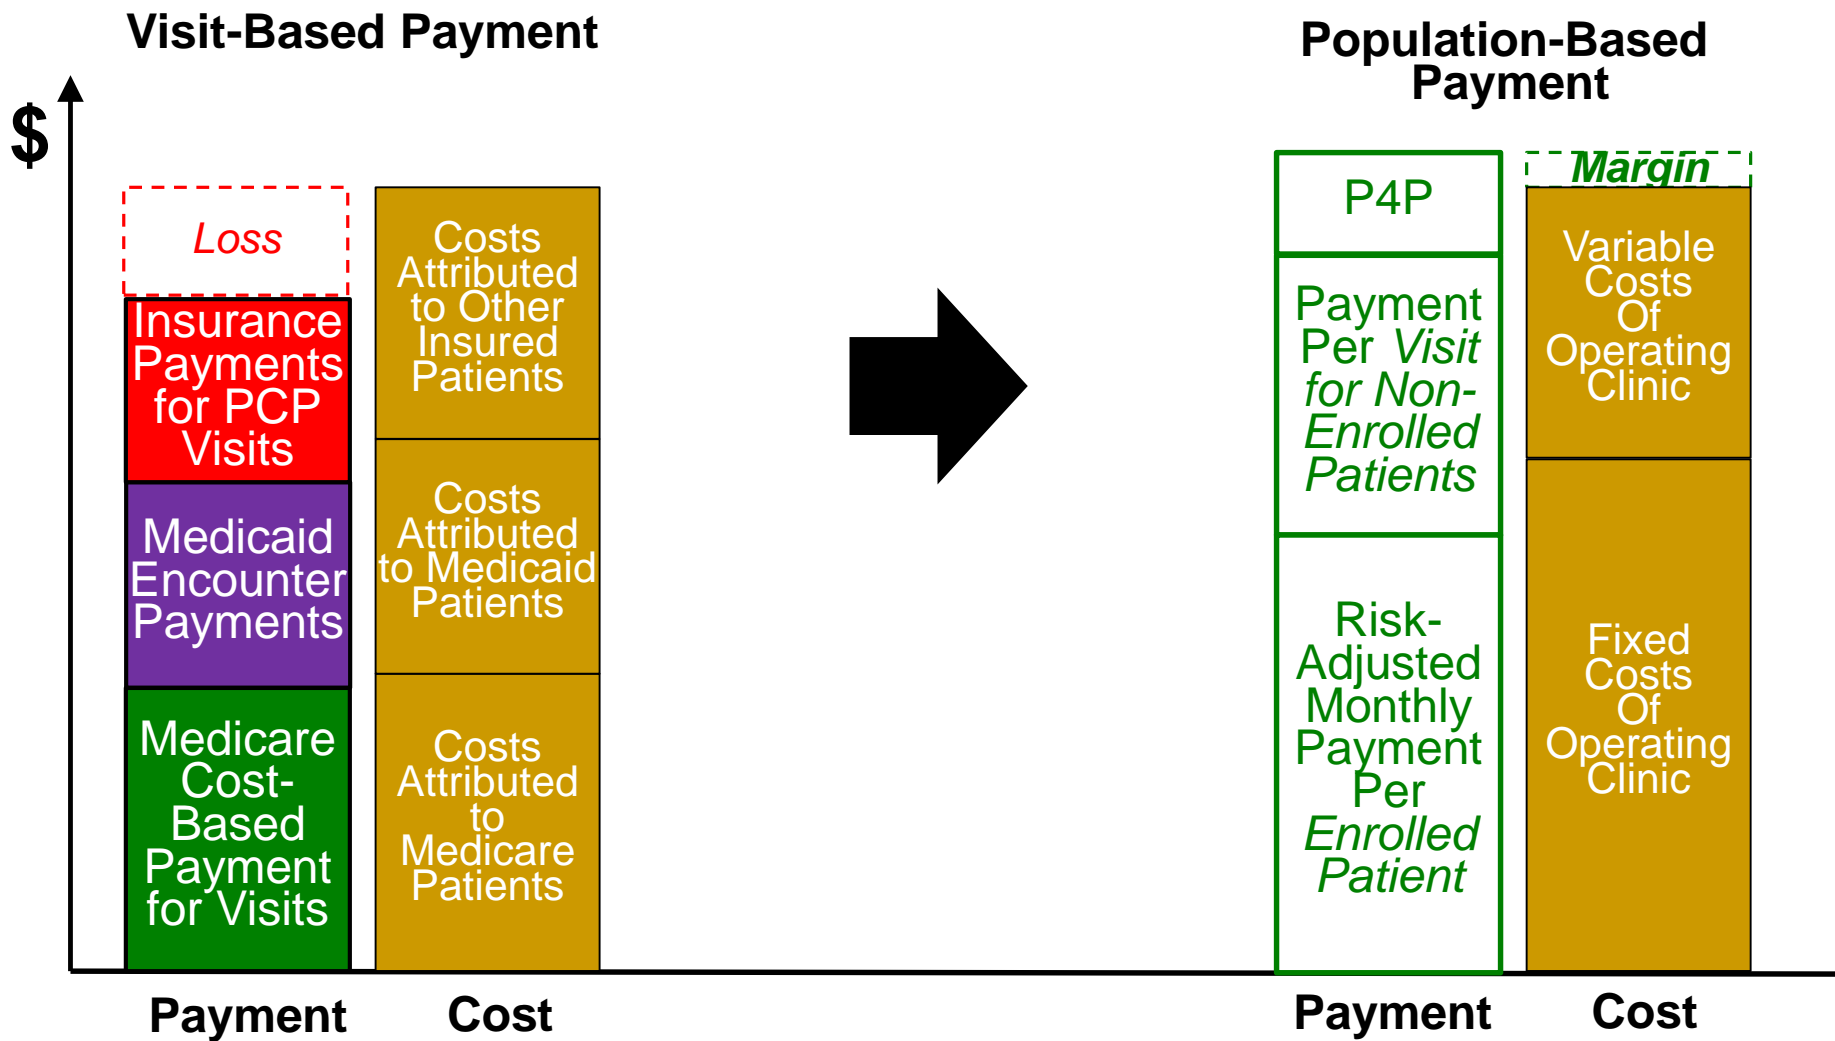 Visit-Based Payment
$
Loss
Insurance
Payments
for PCP
Visits
Medicaid
Encounter
Payments
Medicare
Cost-
Based
Payment
for Visits
Payment
Costs
Attributed
to Other
Insured
Patients
Costs
Attributed
to Medicaid
Patients
Costs
Attributed
to
Medicare
Patients
Cost
Population-Based
Payment
P4P
Payment
Per Visit
for Non-
Enrolled
Patients
Risk-
Adjusted
Monthly
Payment
Per
Enrolled
Patient
Payment
Margin
Variable
Costs
Of
Operating
Clinic
Fixed
Costs
Of
Operating
Clinic
Cost